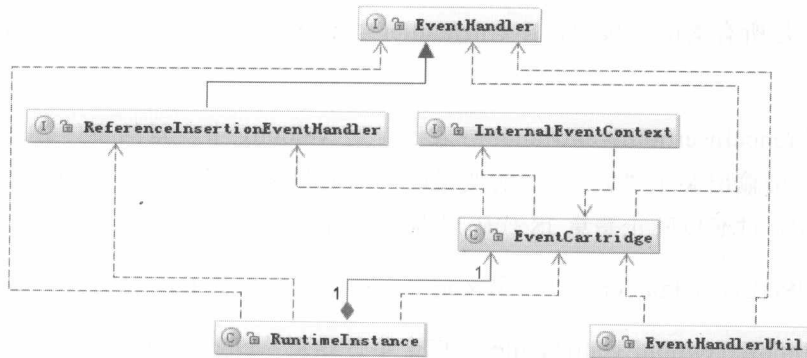 I EventHandler
I ReferenceInsertionEventHandler
I InternalEventContext
C EventCartridge
1
1
C RuntimeInstance
C EventHandlerUtil